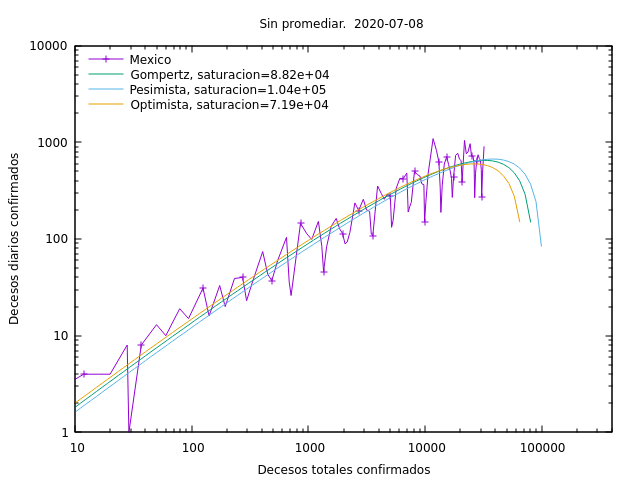 Sin promediar.  2020-07-08
Decesos diarios confirmados
10000
1000
100
10
1
Mexico
Gompertz, saturacion=8.82e+04
Pesimista, saturacion=1.04e+05
Optimista, saturacion=7.19e+04
10 100 1000 10000 100000
Decesos totales confirmados